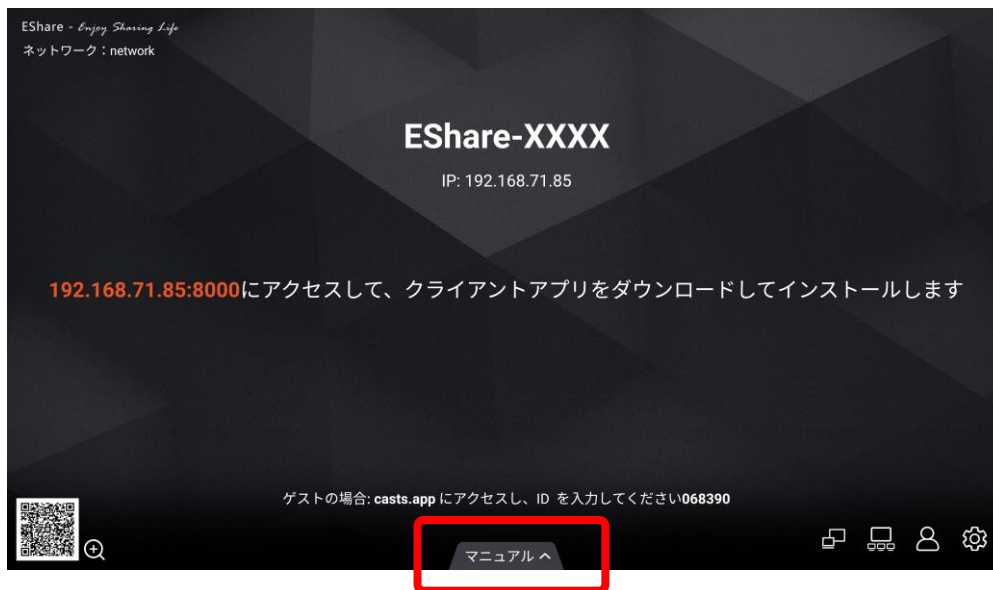 EShare - Enjoy Sharing Life
ネットワーク：network
EShare-XXXX
IP: 192.168.71.85
192.168.71.85:8000にアクセスして、クライアントアプリをダウンロードしてインストールします
ゲストの場合: casts.app にアクセスし、ID を入力してください068390
マニュアル